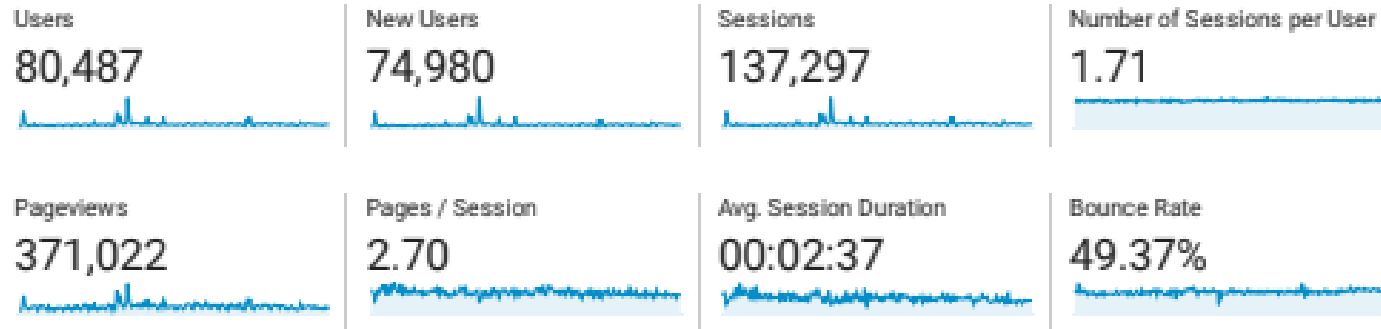 Users
80,487
New Users
74,980
Sessions
137,297
Number of Sessions per User
1.71
Pageviews
371,022
Pages / Session
2.70
Avg. Session Duration
00:02:37
Bounce Rate
49.37%